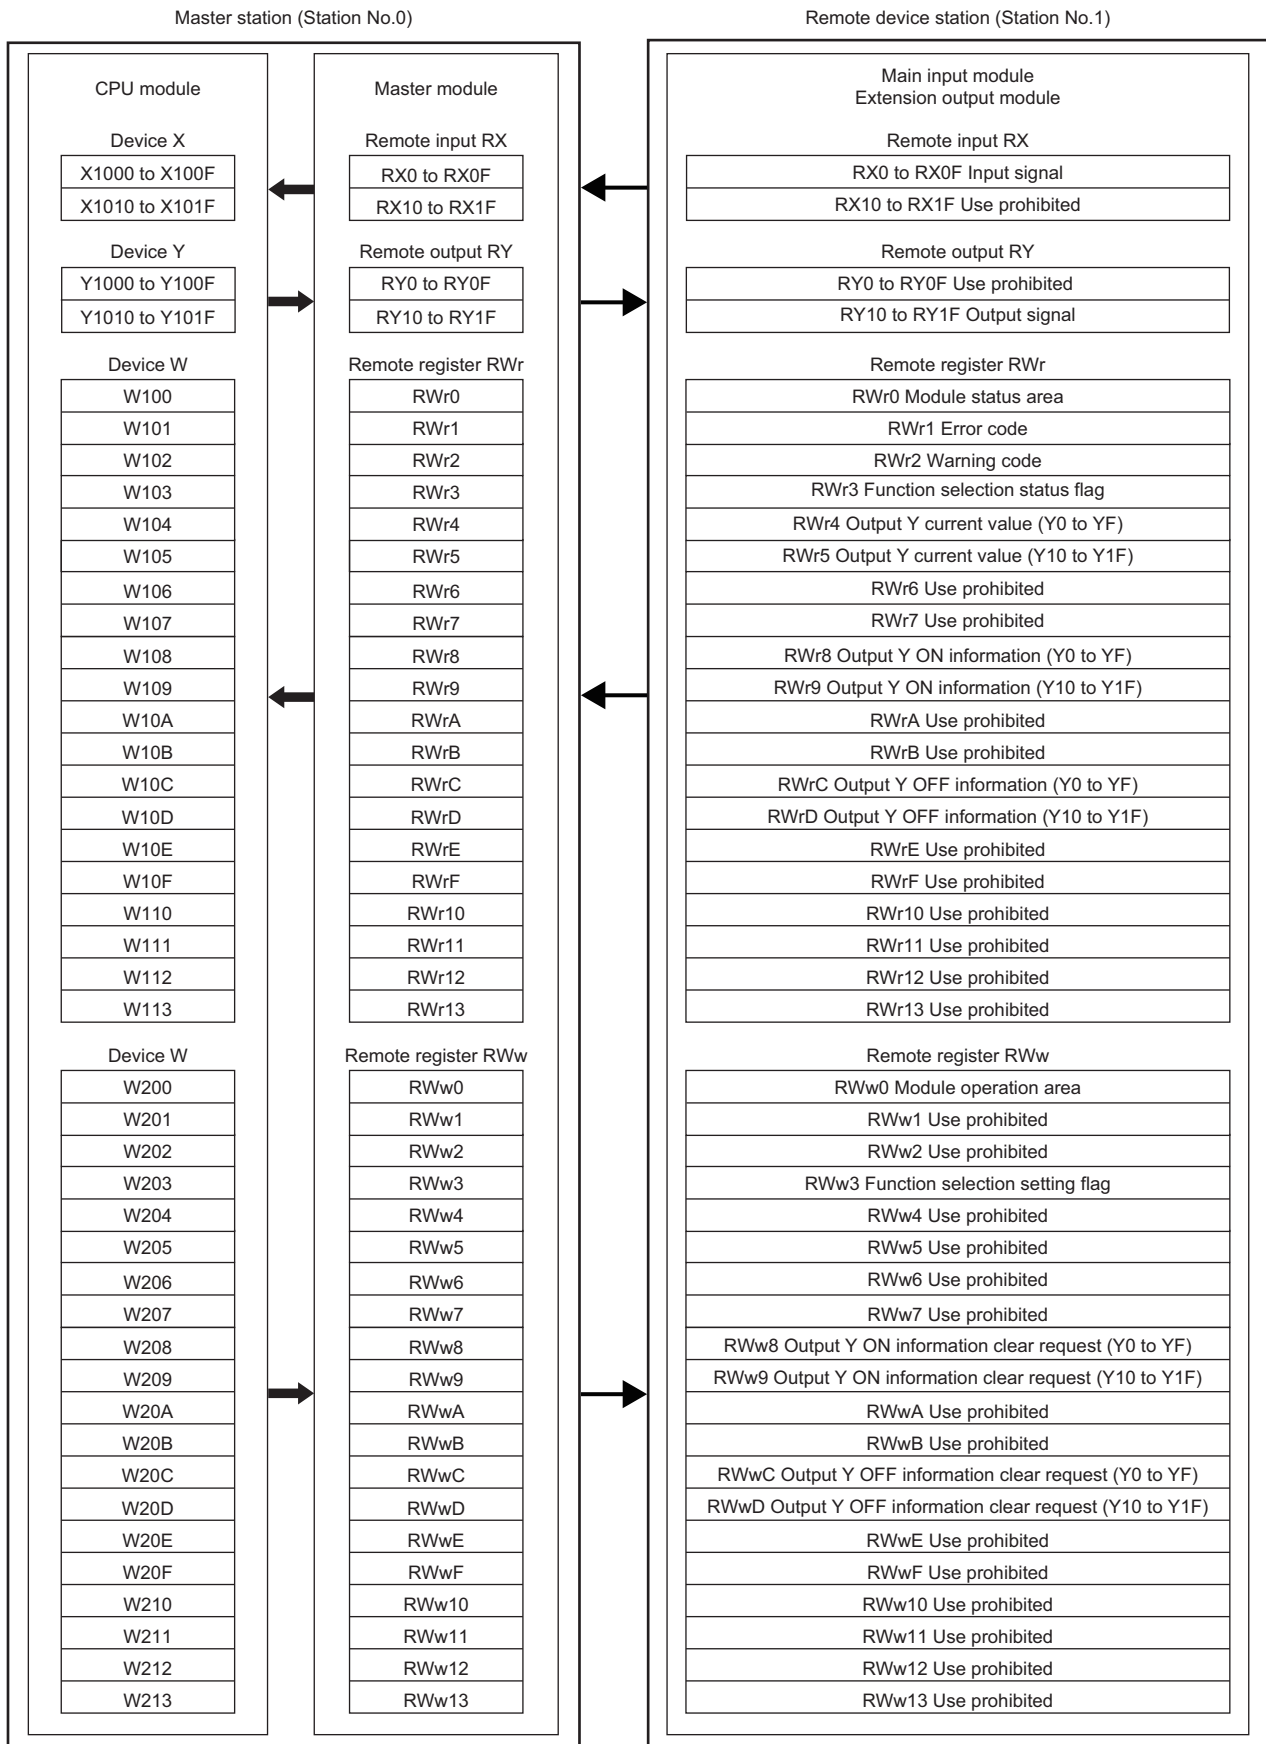 Master station (Station No.0)
Remote device station (Station No.1)
CPU module
Master module
Main input module
Extension output module
Device X
Remote input RX
Remote input RX
X1000 to X100F
RX0 to RX0F
RX0 to RX0F Input signal
X1010 to X101F
RX10 to RX1F
RX10 to RX1F Use prohibited
Device Y
Remote output RY
Remote output RY
Y1000 to Y100F
RY0 to RY0F
RY0 to RY0F Use prohibited
Y1010 to Y101F
RY10 to RY1F
RY10 to RY1F Output signal
Device W
Remote register RWr
Remote register RWr
W100
RWr0
RWr0 Module status area
W101
RWr1
RWr1 Error code
W102
RWr2
RWr2 Warning code
W103
RWr3
RWr3 Function selection status flag
W104
RWr4
RWr4 Output Y current value (Y0 to YF)
W105
RWr5
RWr5 Output Y current value (Y10 to Y1F)
W106
RWr6
RWr6 Use prohibited
W107
RWr7
RWr7 Use prohibited
W108
RWr8
RWr8 Output Y ON information (Y0 to YF)
W109
RWr9
RWr9 Output Y ON information (Y10 to Y1F)
W10A
RWrA
RWrA Use prohibited
W10B
RWrB
RWrB Use prohibited
W10C
RWrC
RWrC Output Y OFF information (Y0 to YF)
W10D
RWrD
RWrD Output Y OFF information (Y10 to Y1F)
W10E
RWrE
RWrE Use prohibited
W10F
RWrF
RWrF Use prohibited
W110
RWr10
RWr10 Use prohibited
W111
RWr11
RWr11 Use prohibited
W112
RWr12
RWr12 Use prohibited
W113
RWr13
RWr13 Use prohibited
Device W
Remote register RWw
Remote register RWw
W200
RWw0
RWw0 Module operation area
W201
RWw1
RWw1 Use prohibited
W202
RWw2
RWw2 Use prohibited
W203
RWw3
RWw3 Function selection setting flag
W204
RWw4
RWw4 Use prohibited
W205
RWw5
RWw5 Use prohibited
W206
RWw6
RWw6 Use prohibited
W207
RWw7
RWw7 Use prohibited
W208
RWw8
RWw8 Output Y ON information clear request (Y0 to YF)
W209
RWw9
RWw9 Output Y ON information clear request (Y10 to Y1F)
W20A
RWwA
RWwA Use prohibited
W20B
RWwB
RWwB Use prohibited
W20C
RWwC
RWwC Output Y OFF information clear request (Y0 to YF)
W20D
RWwD
RWwD Output Y OFF information clear request (Y10 to Y1F)
W20E
RWwE
RWwE Use prohibited
W20F
RWwF
RWwF Use prohibited
W210
RWw10
RWw10 Use prohibited
W211
RWw11
RWw11 Use prohibited
W212
RWw12
RWw12 Use prohibited
W213
RWw13
RWw13 Use prohibited